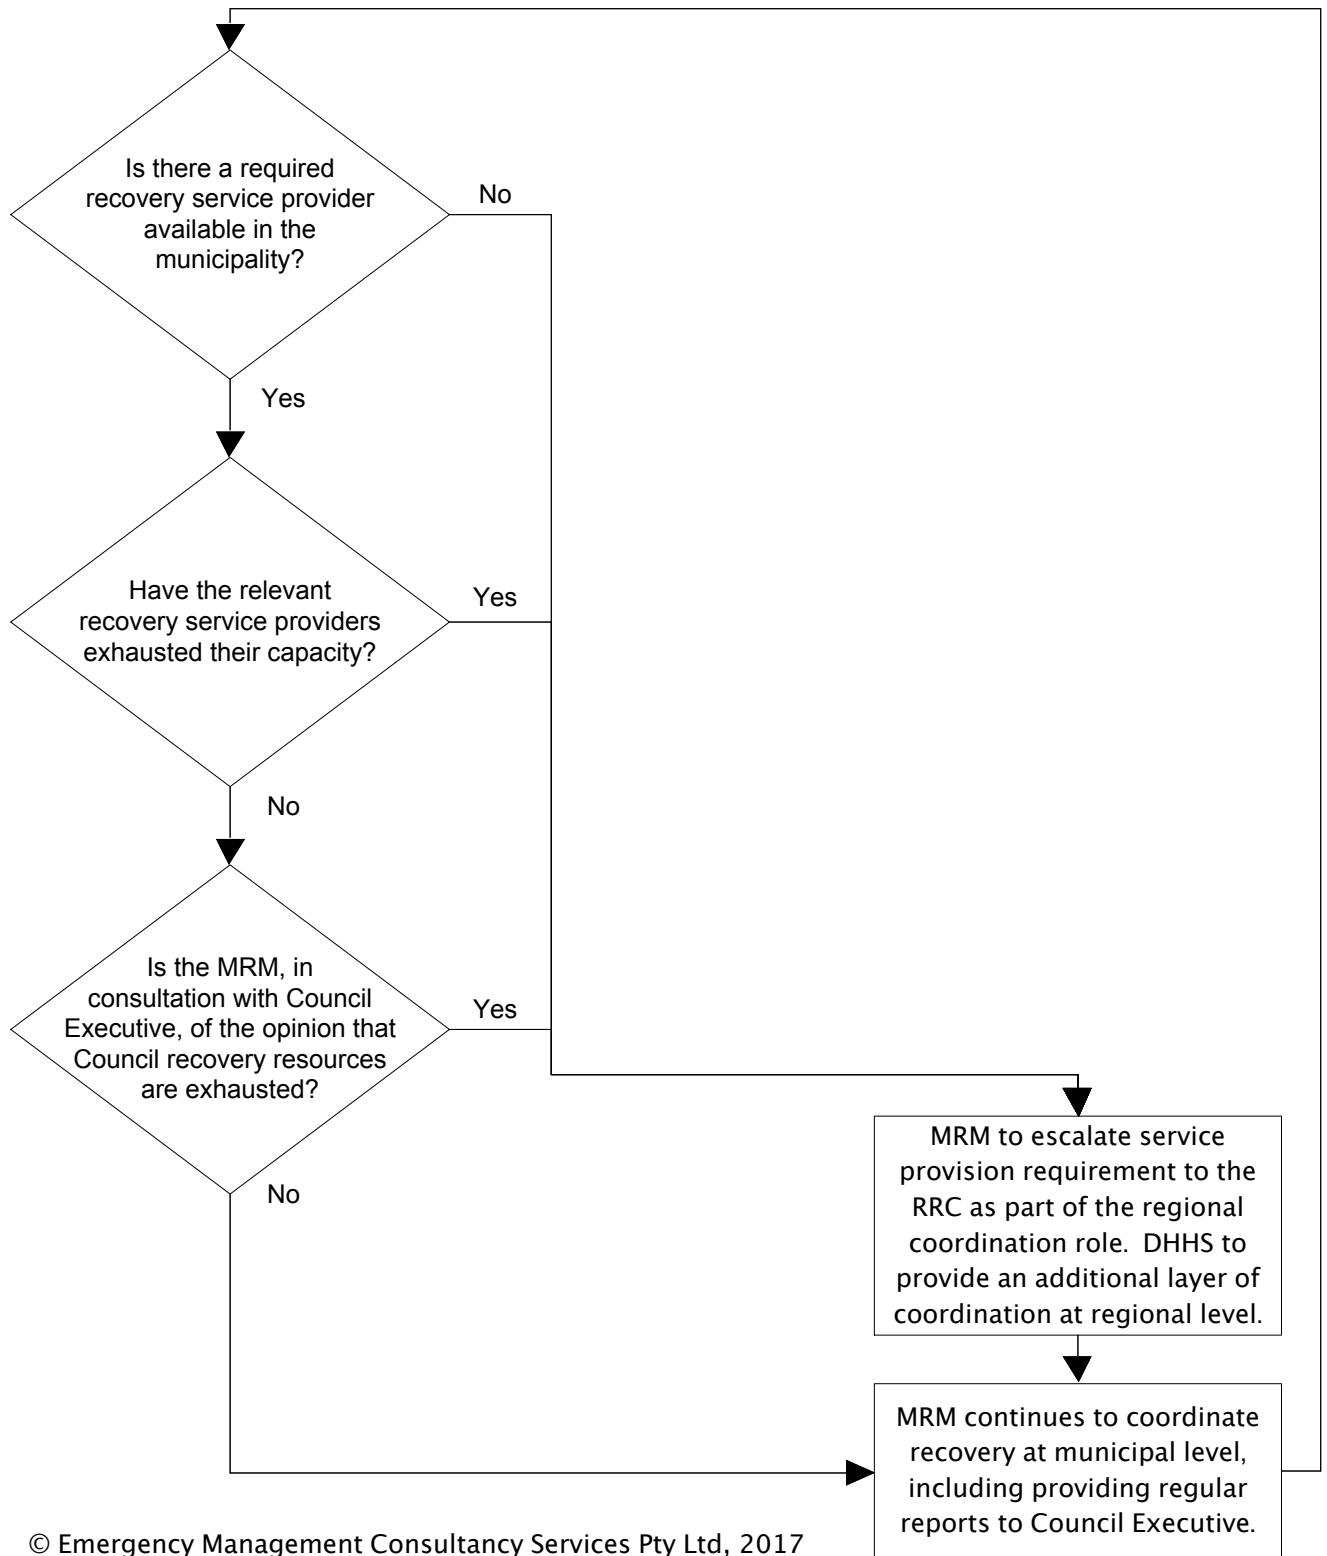 Is there a required
recovery service provider
available in the
municipality?
No
Yes
Have the relevant
recovery service providers
exhausted their capacity?
Yes
No
Is the MRM, in
consultation with Council
Executive, of the opinion that
Council recovery resources
are exhausted?
Yes
No
MRM to escalate service
provision requirement to the
RRC as part of the regional
coordination role.  DHHS to
provide an additional layer of
coordination at regional level.
MRM continues to coordinate
recovery at municipal level,
including providing regular
reports to Council Executive.
© Emergency Management Consultancy Services Pty Ltd, 2017